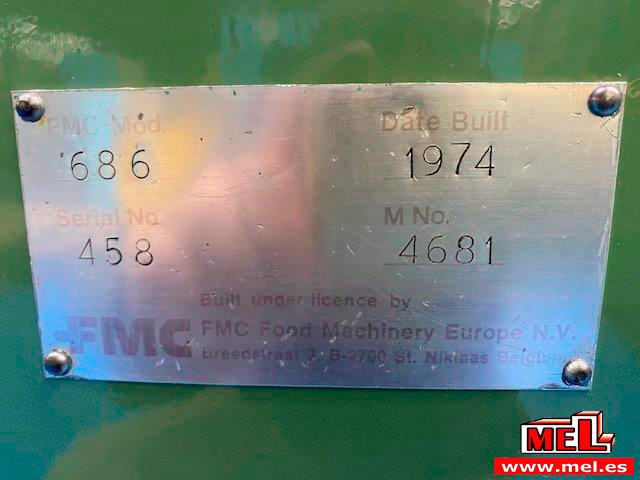 FMC Mod. Date Built
686 1974
Serial No. M No.
458 4681
Built under licence by
FMC FMC Food Machinery Europe N.V.
Breedstraat 3, B-2700 St. Niklaas Belgium
MEL
www.mel.es